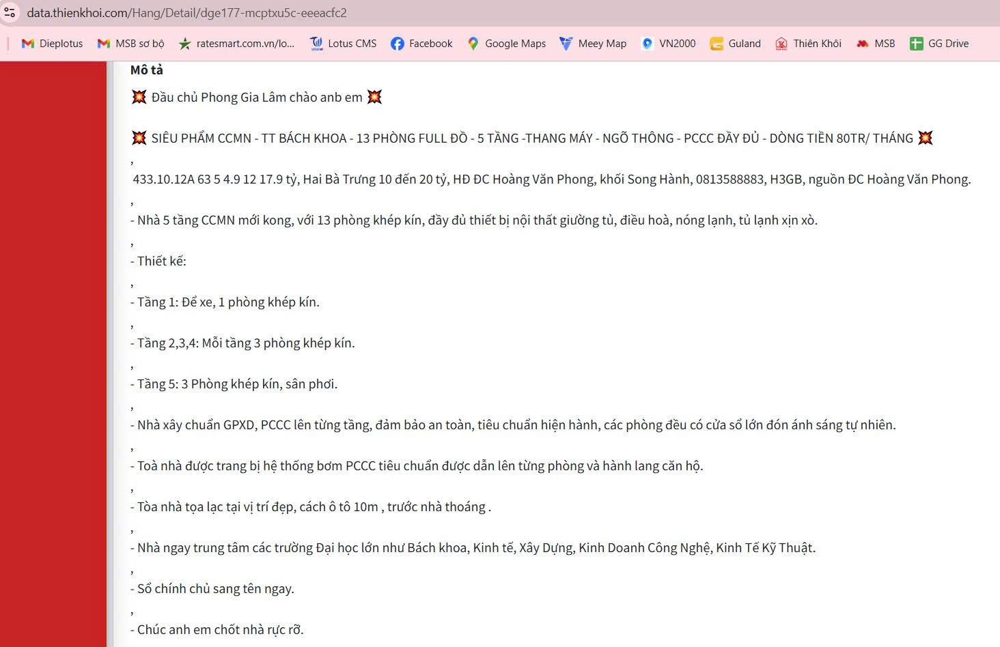 data.thienkhoi.com/Hang/Detail/dge177-mcptxu5c-eeeacfc2
Dieplotus MSB sơ bộ ratesmart.com.vn/lo... Lotus CMS Facebook Google Maps Meey Map VN2000 Guland Thiên Khôi MSB GG Drive
Mô tả
💥 Đầu chủ Phong Gia Lâm chào anb em 💥
💥 SIÊU PHẨM CCMN - TT BÁCH KHOA - 13 PHÒNG FULL ĐỒ - 5 TẦNG -THANG MÁY - NGÕ THÔNG - PCCC ĐẦY ĐỦ - DÒNG TIỀN 80TR/ THÁNG 💥
,
433.10.12A 63 5 4.9 12 17.9 tỷ, Hai Bà Trưng 10 đến 20 tỷ, HĐ ĐC Hoàng Văn Phong, khối Song Hành, 0813588883, H3GB, nguồn ĐC Hoàng Văn Phong.
,
- Nhà 5 tầng CCMN mới kong, với 13 phòng khép kín, đầy đủ thiết bị nội thất giường tủ, điều hoà, nóng lạnh, tủ lạnh xịn xò.
,
- Thiết kế:
,
- Tầng 1: Để xe, 1 phòng khép kín.
,
- Tầng 2,3,4: Mỗi tầng 3 phòng khép kín.
,
- Tầng 5: 3 Phòng khép kín, sân phơi.
,
- Nhà xây chuẩn GPXD, PCCC lên từng tầng, đảm bảo an toàn, tiêu chuẩn hiện hành, các phòng đều có cửa sổ lớn đón ánh sáng tự nhiên.
,
- Toà nhà được trang bị hệ thống bơm PCCC tiêu chuẩn được dẫn lên từng phòng và hành lang căn hộ.
,
- Tòa nhà tọa lạc tại vị trí đẹp, cách ô tô 10m , trước nhà thoáng .
,
- Nhà ngay trung tâm các trường Đại học lớn như Bách khoa, Kinh tế, Xây Dựng, Kinh Doanh Công Nghệ, Kinh Tế Kỹ Thuật.
,
- Sổ chính chủ sang tên ngay.
,
- Chúc anh em chốt nhà rực rỡ.